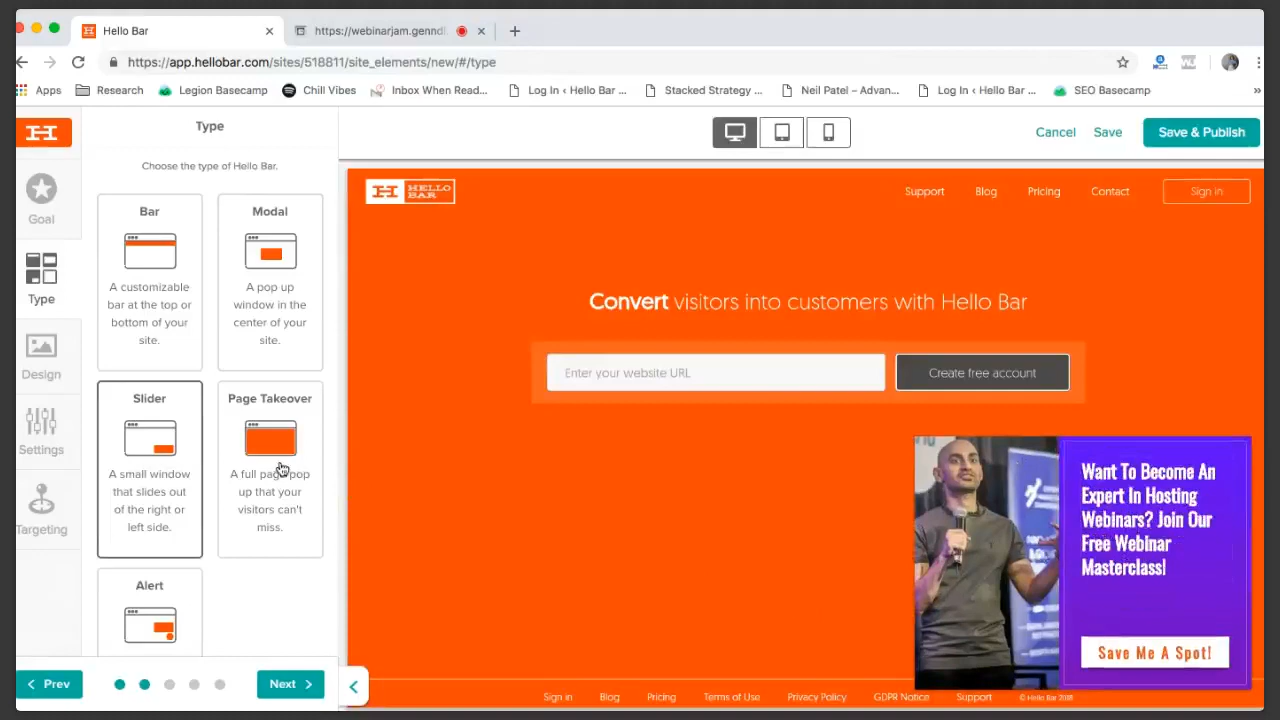 Hello Bar
https://webinarjam.genndi
https://app.hellobar.com/sites/518811/site_elements/new/#/type
Apps
Research
Legion Basecamp
Chill Vibes
Inbox When Read...
Log In ‹ Hello Bar ...
Stacked Strategy ...
Neil Patel – Advan...
Log In ‹ Hello Bar ...
SEO Basecamp
»
Type
Cancel
Save
Save & Publish
Choose the type of Hello Bar.
Goal
Type
Design
Settings
Targeting
Bar
A customizable
bar at the top or
bottom of your
site.
Modal
A pop up
window in the
center of your
site.
Slider
A small window
that slides out
of the right or
left side.
Page Takeover
A full page pop
up that your
visitors can't
miss.
Alert
Prev
Next
HELLO
BAR
Support
Blog
Pricing
Contact
Sign in
Convert visitors into customers with Hello Bar
Enter your website URL
Create free account
Want To Become An
Expert In Hosting
Webinars? Join Our
Free Webinar
Masterclass!
Save Me A Spot!
Sign in
Blog
Pricing
Terms of Use
Privacy Policy
GDPR Notice
Support